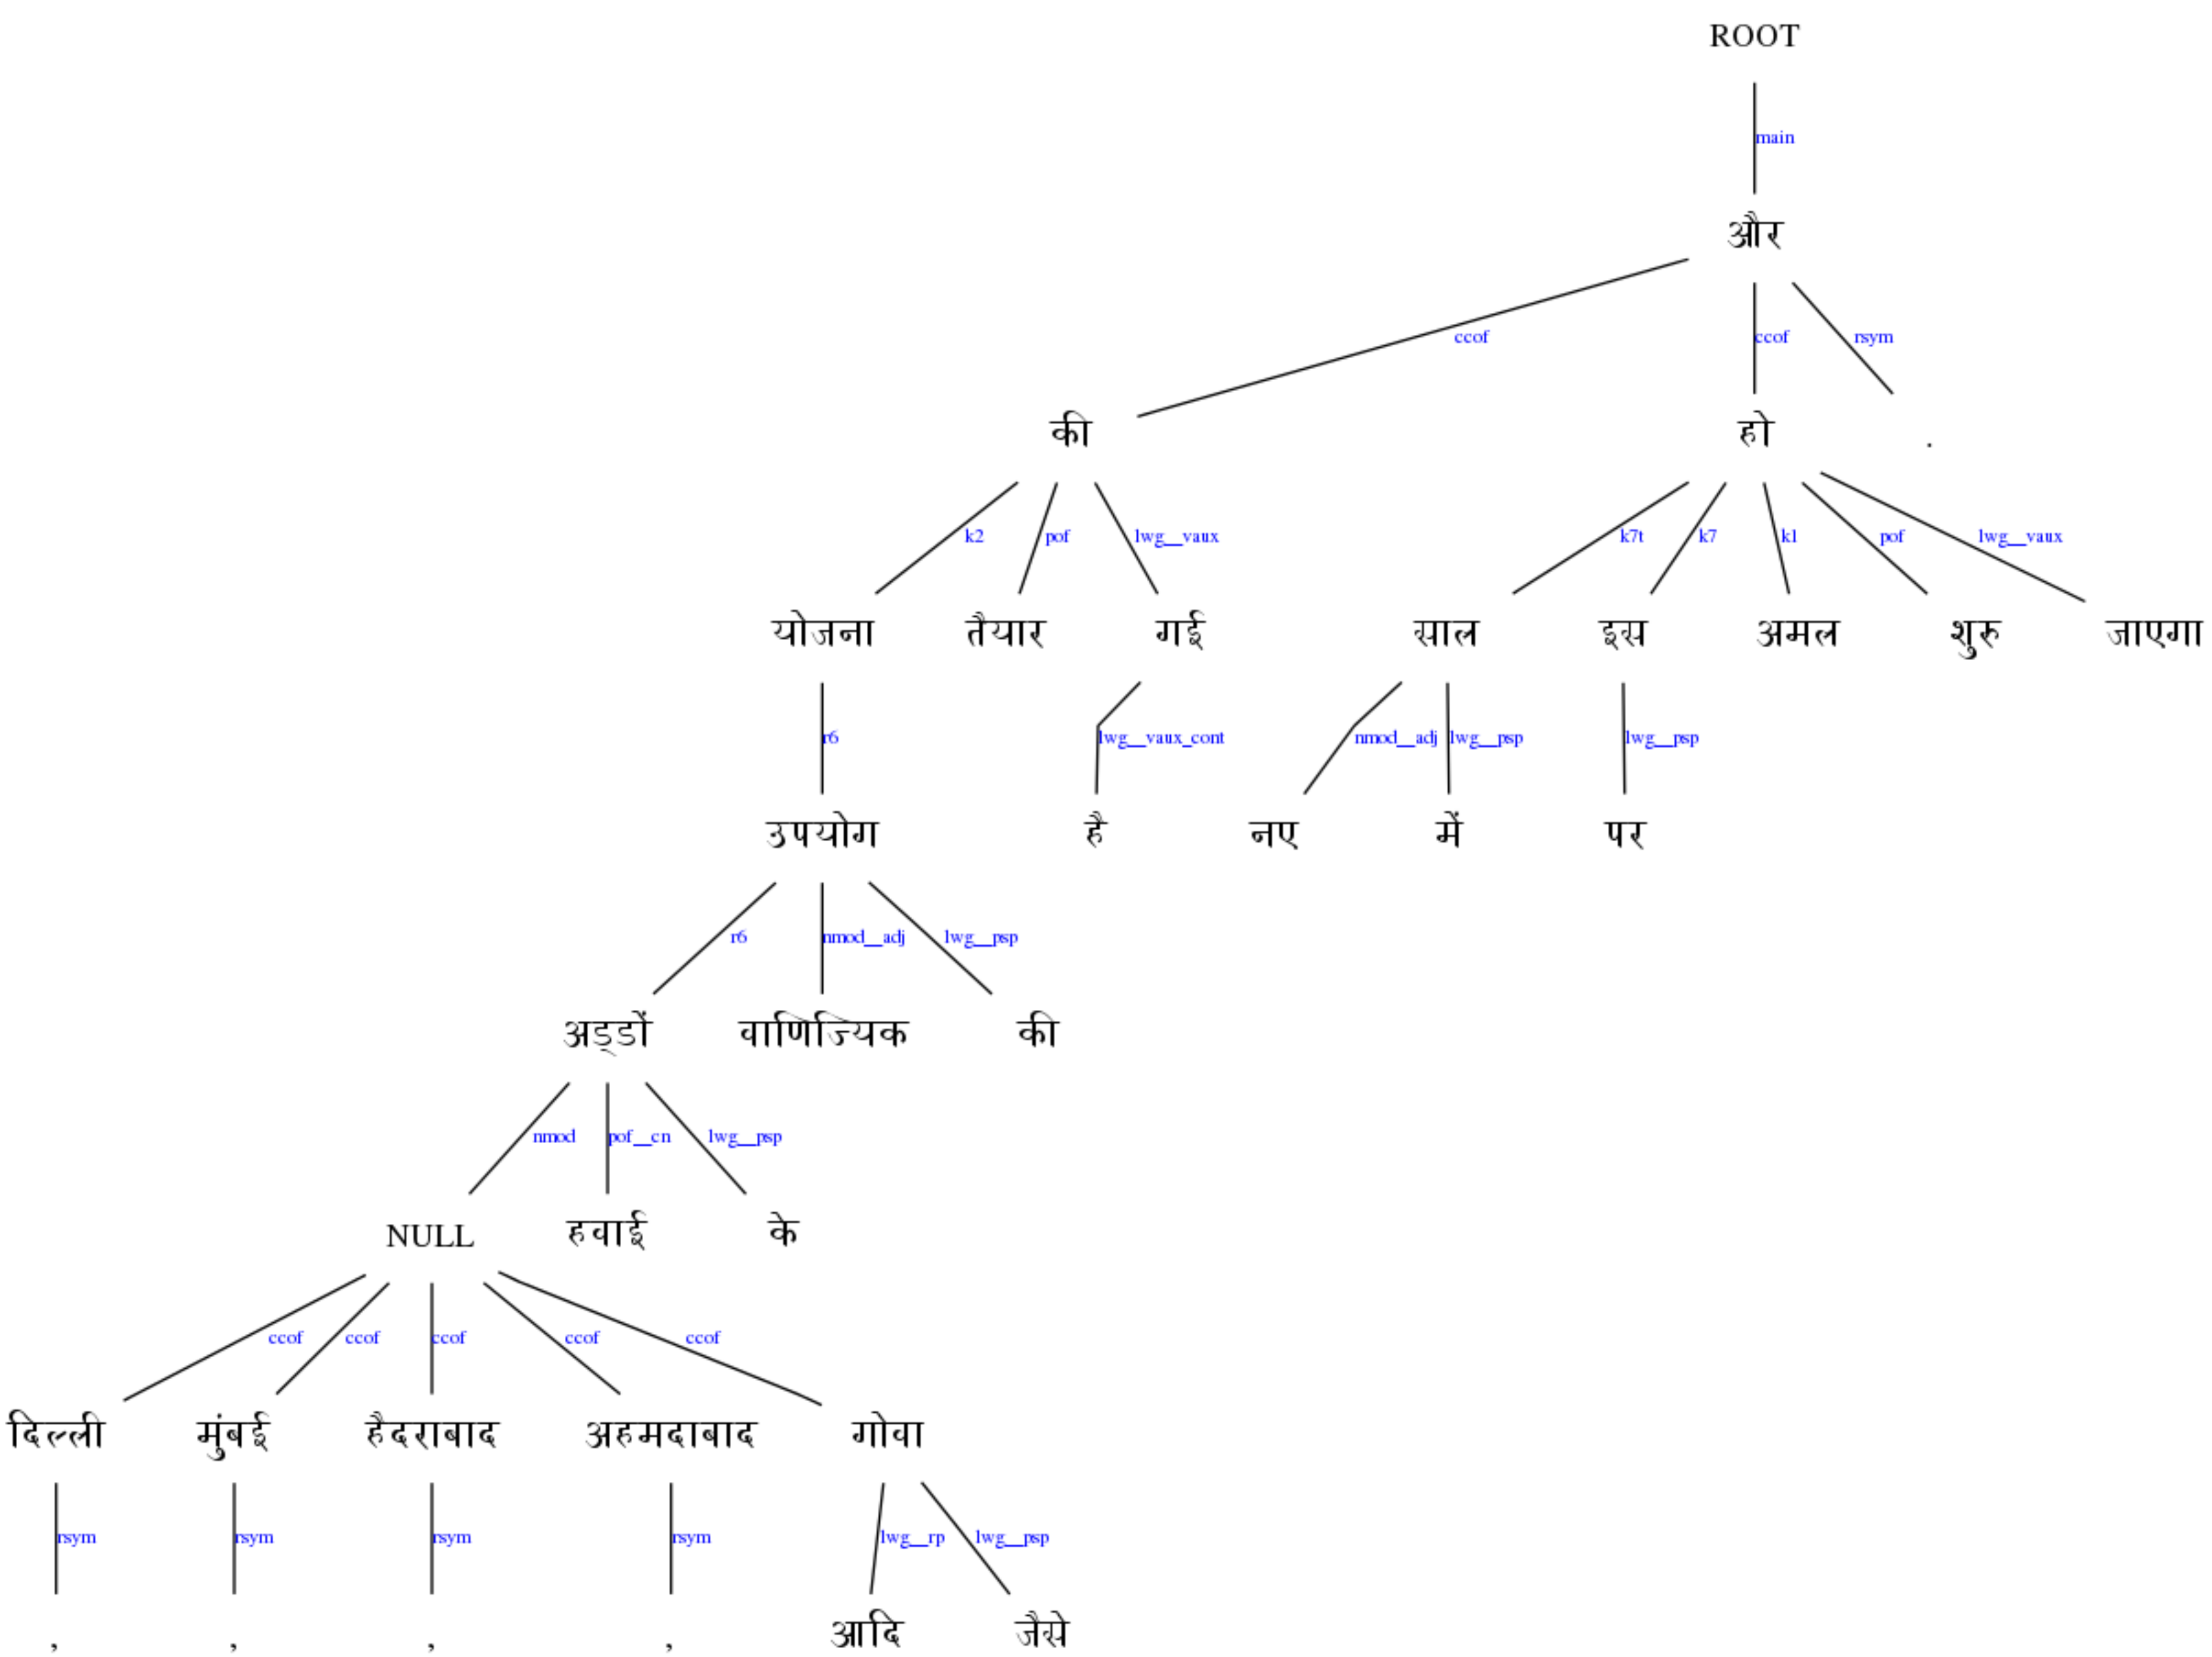 ROOT
main
और
ccof ccof rsym
की हो .
k2 pof lwg__vaux k7t k7 k1 pof lwg__vaux
योजना तैयार गई साल इस अमल शुरु जाएगा
r6 lwg__vaux_cont nmod__adj lwg__psp lwg__psp
उपयोग है नए में पर
r6 nmod__adj lwg__psp
अड्डों वाणिज्यिक की
nmod pof__cn lwg__psp
NULL हवाई के
ccof ccof ccof ccof ccof
दिल्ली मुंबई हैदराबाद अहमदाबाद गोवा
rsym rsym rsym rsym lwg__rp lwg__psp
, , , , आदि जैसे